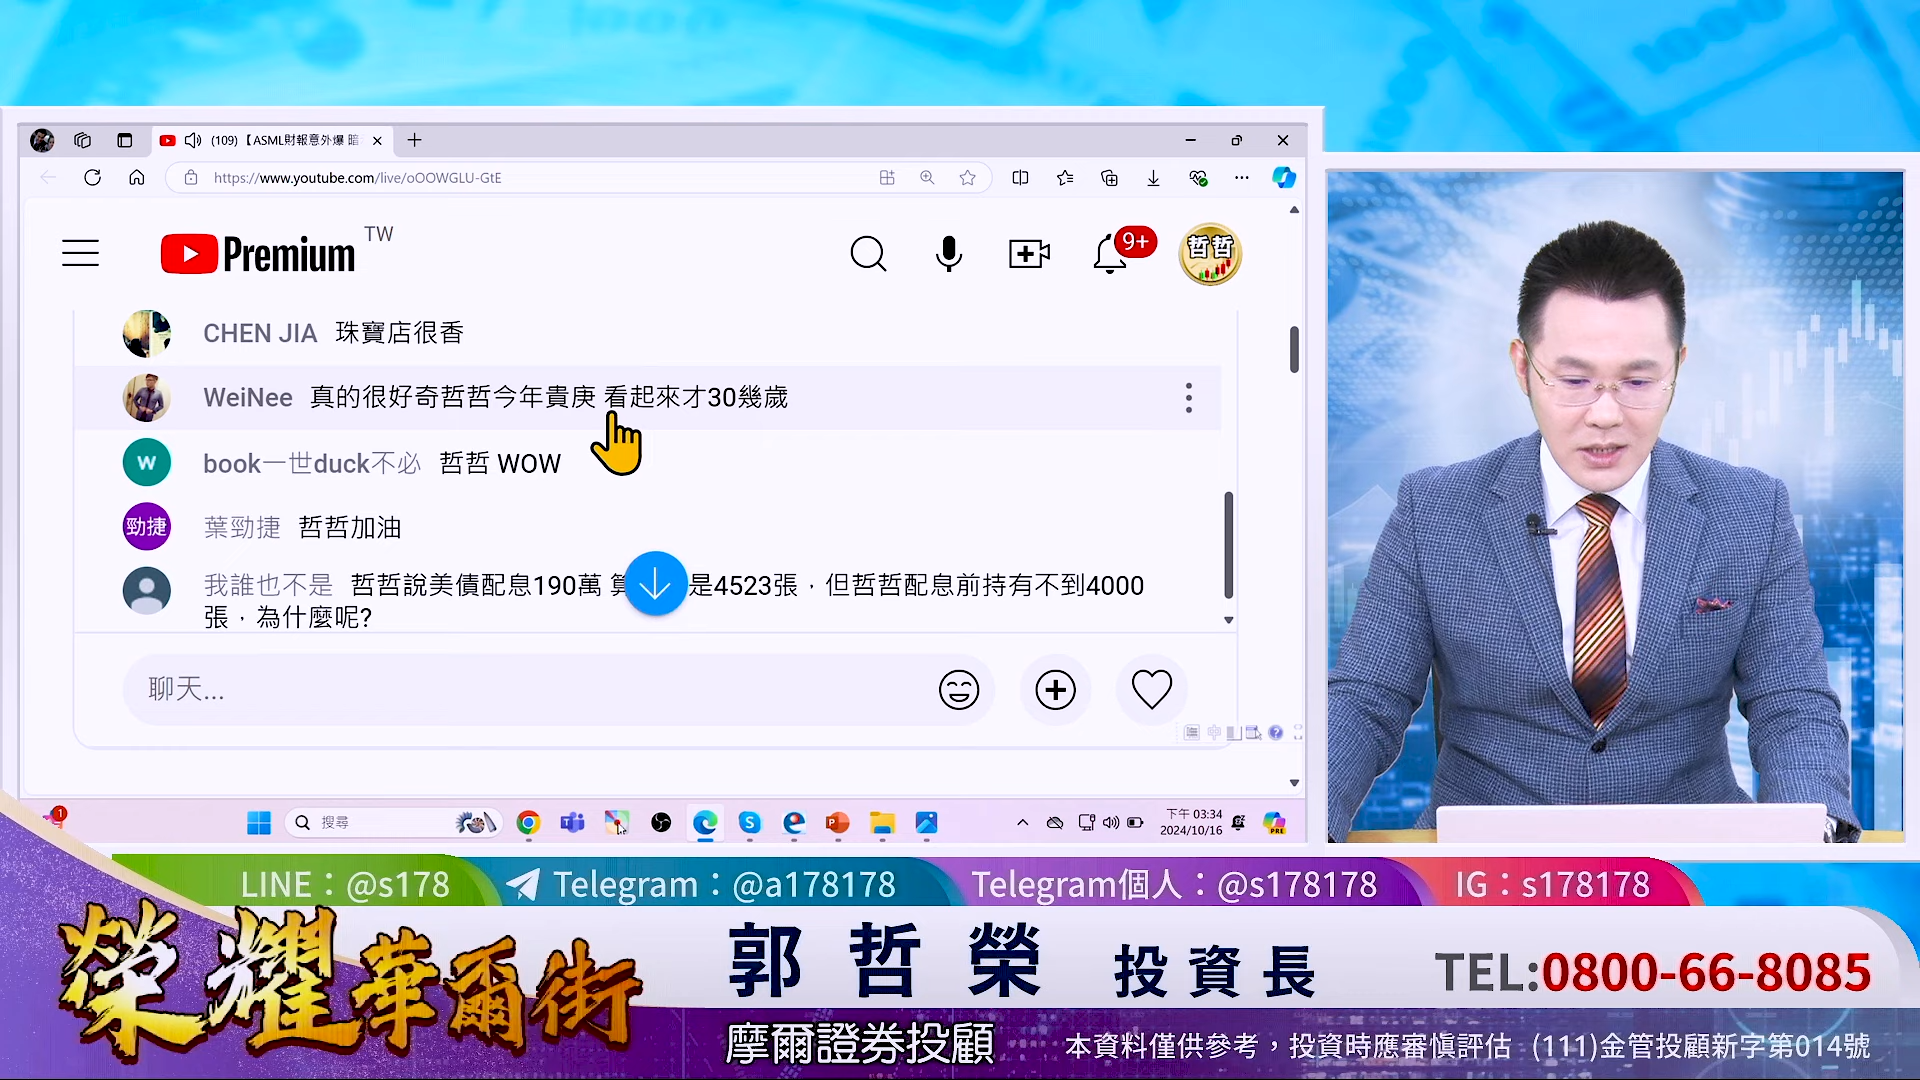 (109)【ASML財報意外爆 暗
https://www.youtube.com/live/oOOWGLU-GtE
Premium TW
9+
哲哲
CHEN JIA 珠寶店很香
WeiNee 真的很好奇哲哲今年貴庚 看起來才30幾歲
W book一世duck不必 哲哲 WOW
勁捷 葉勁捷 哲哲加油
我誰也不是 哲哲說美債配息190萬 算 是4523張，但哲哲配息前持有不到4000
張，為什麼呢?
聊天...
1
搜尋
下午 03:34
2024/10/16
PRE
LINE：@s178
Telegram：@a178178
Telegram個人：@s178178
IG：s178178
榮耀華爾街
郭哲榮 投資長
TEL:0800-66-8085
摩爾證券投顧
本資料僅供參考，投資時應審慎評估 (111)金管投顧新字第014號